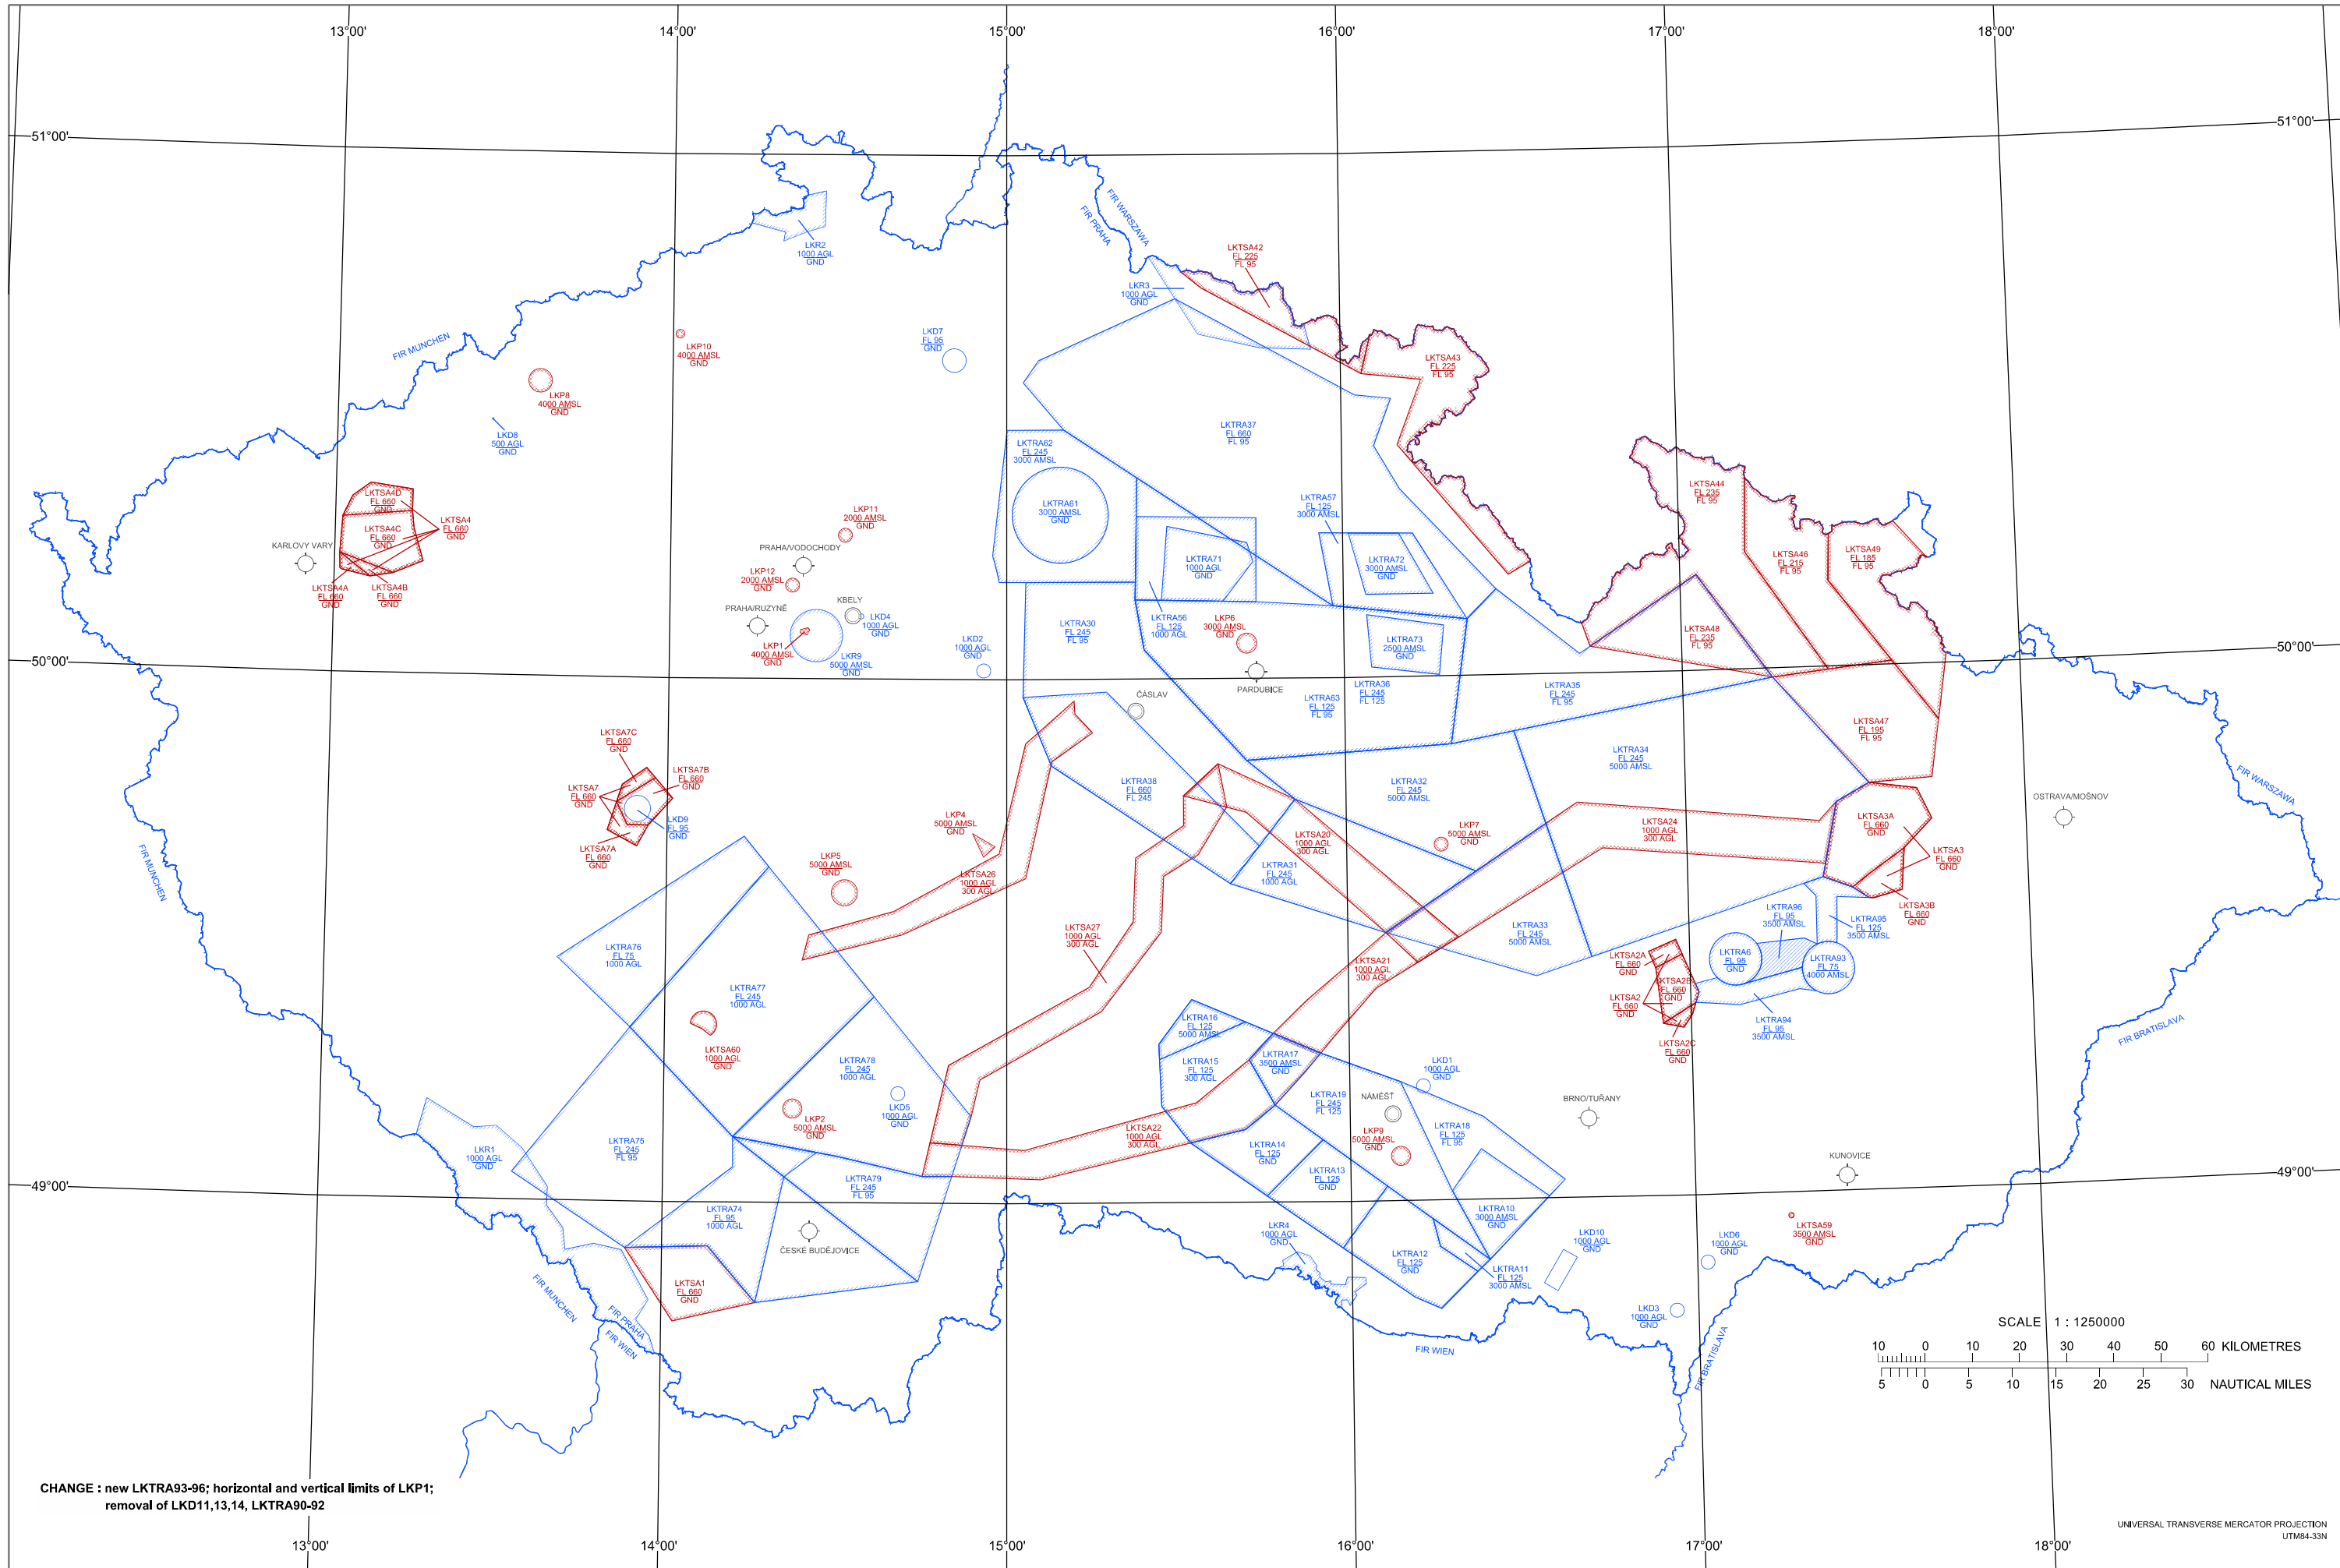 13°00'
14°00'
15°00'
16°00'
17°00'
18°00'
51°00'
51°00'
FIR WARSZAWA
FIR PRAHA
LKR2
1000 AGL
GND
LKTSA42
FL 225
FL 95
LKR3
1000 AGL
GND
FIR MUNCHEN
LKP10
4000 AMSL
GND
LKD7
FL 95
GND
LKTSA43
FL 225
FL 95
LKP8
4000 AMSL
GND
LKD8
500 AGL
GND
LKTRA37
FL 660
FL 95
LKTRA62
FL 245
3000 AMSL
LKTSA4D
FL 660
GND
LKTSA4C
FL 660
GND
LKTSA4
FL 660
GND
LKTSA4A
FL 660
GND
LKTSA4B
FL 660
GND
KARLOVY VARY
LKP11
2000 AMSL
GND
PRAHA/VODOCHODY
LKTRA61
3000 AMSL
GND
LKTRA57
FL 125
3000 AMSL
LKTSA44
FL 235
FL 95
LKTSA46
FL 215
FL 95
LKTSA49
FL 185
FL 95
LKTRA71
1000 AGL
GND
LKTRA72
3000 AMSL
GND
LKP12
2000 AMSL
GND
KBELY
PRAHA/RUZYNĚ
LKD4
1000 AGL
GND
LKP1
4000 AMSL
GND
LKR9
5000 AMSL
GND
LKD2
1000 AGL
GND
LKTRA30
FL 245
FL 95
LKTRA56
FL 125
1000 AGL
LKP6
3000 AMSL
GND
LKTRA73
2500 AMSL
GND
LKTSA48
FL 235
FL 95
50°00'
50°00'
PARDUBICE
ČÁSLAV
LKTRA63
FL 125
FL 95
LKTRA36
FL 245
FL 125
LKTRA35
FL 245
FL 95
LKTSA47
FL 195
FL 95
LKTSA7C
FL 660
GND
LKTSA7B
FL 660
GND
LKTSA7
FL 660
GND
LKD9
FL 95
GND
LKTSA7A
FL 660
GND
LKTRA38
FL 660
FL 245
LKTRA32
FL 245
5000 AMSL
LKTRA34
FL 245
5000 AMSL
FIR WARSZAWA
OSTRAVA/MOŠNOV
LKP4
5000 AMSL
GND
LKTSA20
1000 AGL
300 AGL
LKP7
5000 AMSL
GND
LKTSA24
1000 AGL
300 AGL
LKTSA3A
FL 660
GND
LKTSA3
FL 660
GND
LKTSA3B
FL 660
GND
FIR MUNCHEN
LKP5
5000 AMSL
GND
LKTSA26
1000 AGL
300 AGL
LKTRA31
FL 245
1000 AGL
LKTRA96
FL 95
3500 AMSL
LKTRA95
FL 125
3500 AMSL
LKTSA27
1000 AGL
300 AGL
LKTRA33
FL 245
5000 AMSL
LKTRA76
FL 75
1000 AGL
LKTSA21
1000 AGL
300 AGL
LKTSA2A
FL 660
GND
LKTRA6
FL 95
GND
LKTRA93
FL 75
4000 AMSL
LKTRA77
FL 245
1000 AGL
LKTSA2B
FL 660
GND
LKTSA2
FL 660
GND
LKTRA94
FL 95
3500 AMSL
LKTSA2C
FL 660
GND
FIR BRATISLAVA
LKTSA60
1000 AGL
GND
LKTRA16
FL 125
5000 AMSL
LKTRA15
FL 125
300 AGL
LKTRA17
3500 AMSL
GND
LKTRA78
FL 245
1000 AGL
LKD5
1000 AGL
GND
LKP2
5000 AMSL
GND
LKTRA19
FL 245
FL 125
LKD1
1000 AGL
GND
NÁMĚŠŤ
BRNO/TUŘANY
LKTSA22
1000 AGL
300 AGL
LKTRA18
FL 125
FL 95
LKP9
5000 AMSL
GND
LKTRA14
FL 125
GND
LKTRA13
FL 125
GND
KUNOVICE
LKR1
1000 AGL
GND
LKTRA75
FL 245
FL 95
LKTRA79
FL 245
FL 95
49°00'
49°00'
LKTRA74
FL 95
1000 AGL
ČESKÉ BUDĚJOVICE
LKTRA10
3000 AMSL
GND
LKTSA59
3500 AMSL
GND
LKR4
1000 AGL
GND
LKTRA12
FL 125
GND
LKTRA11
FL 125
3000 AMSL
LKD10
1000 AGL
GND
LKD6
1000 AGL
GND
LKTSA1
FL 660
GND
LKD3
1000 AGL
GND
FIR MUNCHEN
FIR PRAHA
FIR WIEN
FIR WIEN
FIR BRATISLAVA
SCALE 1 : 1250000
10 0 10 20 30 40 50 60 KILOMETRES
5 0 5 10 15 20 25 30 NAUTICAL MILES
CHANGE : new LKTRA93-96; horizontal and vertical limits of LKP1;
removal of LKD11,13,14, LKTRA90-92
UNIVERSAL TRANSVERSE MERCATOR PROJECTION
UTM84-33N
13°00'
14°00'
15°00'
16°00'
17°00'
18°00'